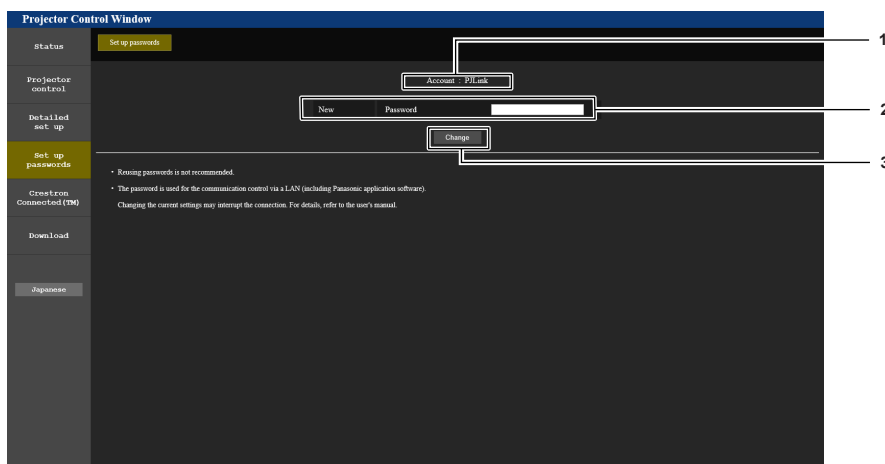 Projector Control Window
Status
Set up passwords
1
Projector
control
Account : PJLink
New Password
2
Detailed
set up
Change
Set up
passwords
3
• Reusing passwords is not recommended.
• The password is used for the communication control via a LAN (including Panasonic application software).
Changing the current settings may interrupt the connection. For details, refer to the user's manual.
Crestron
Connected(TM)
Download
Japanese